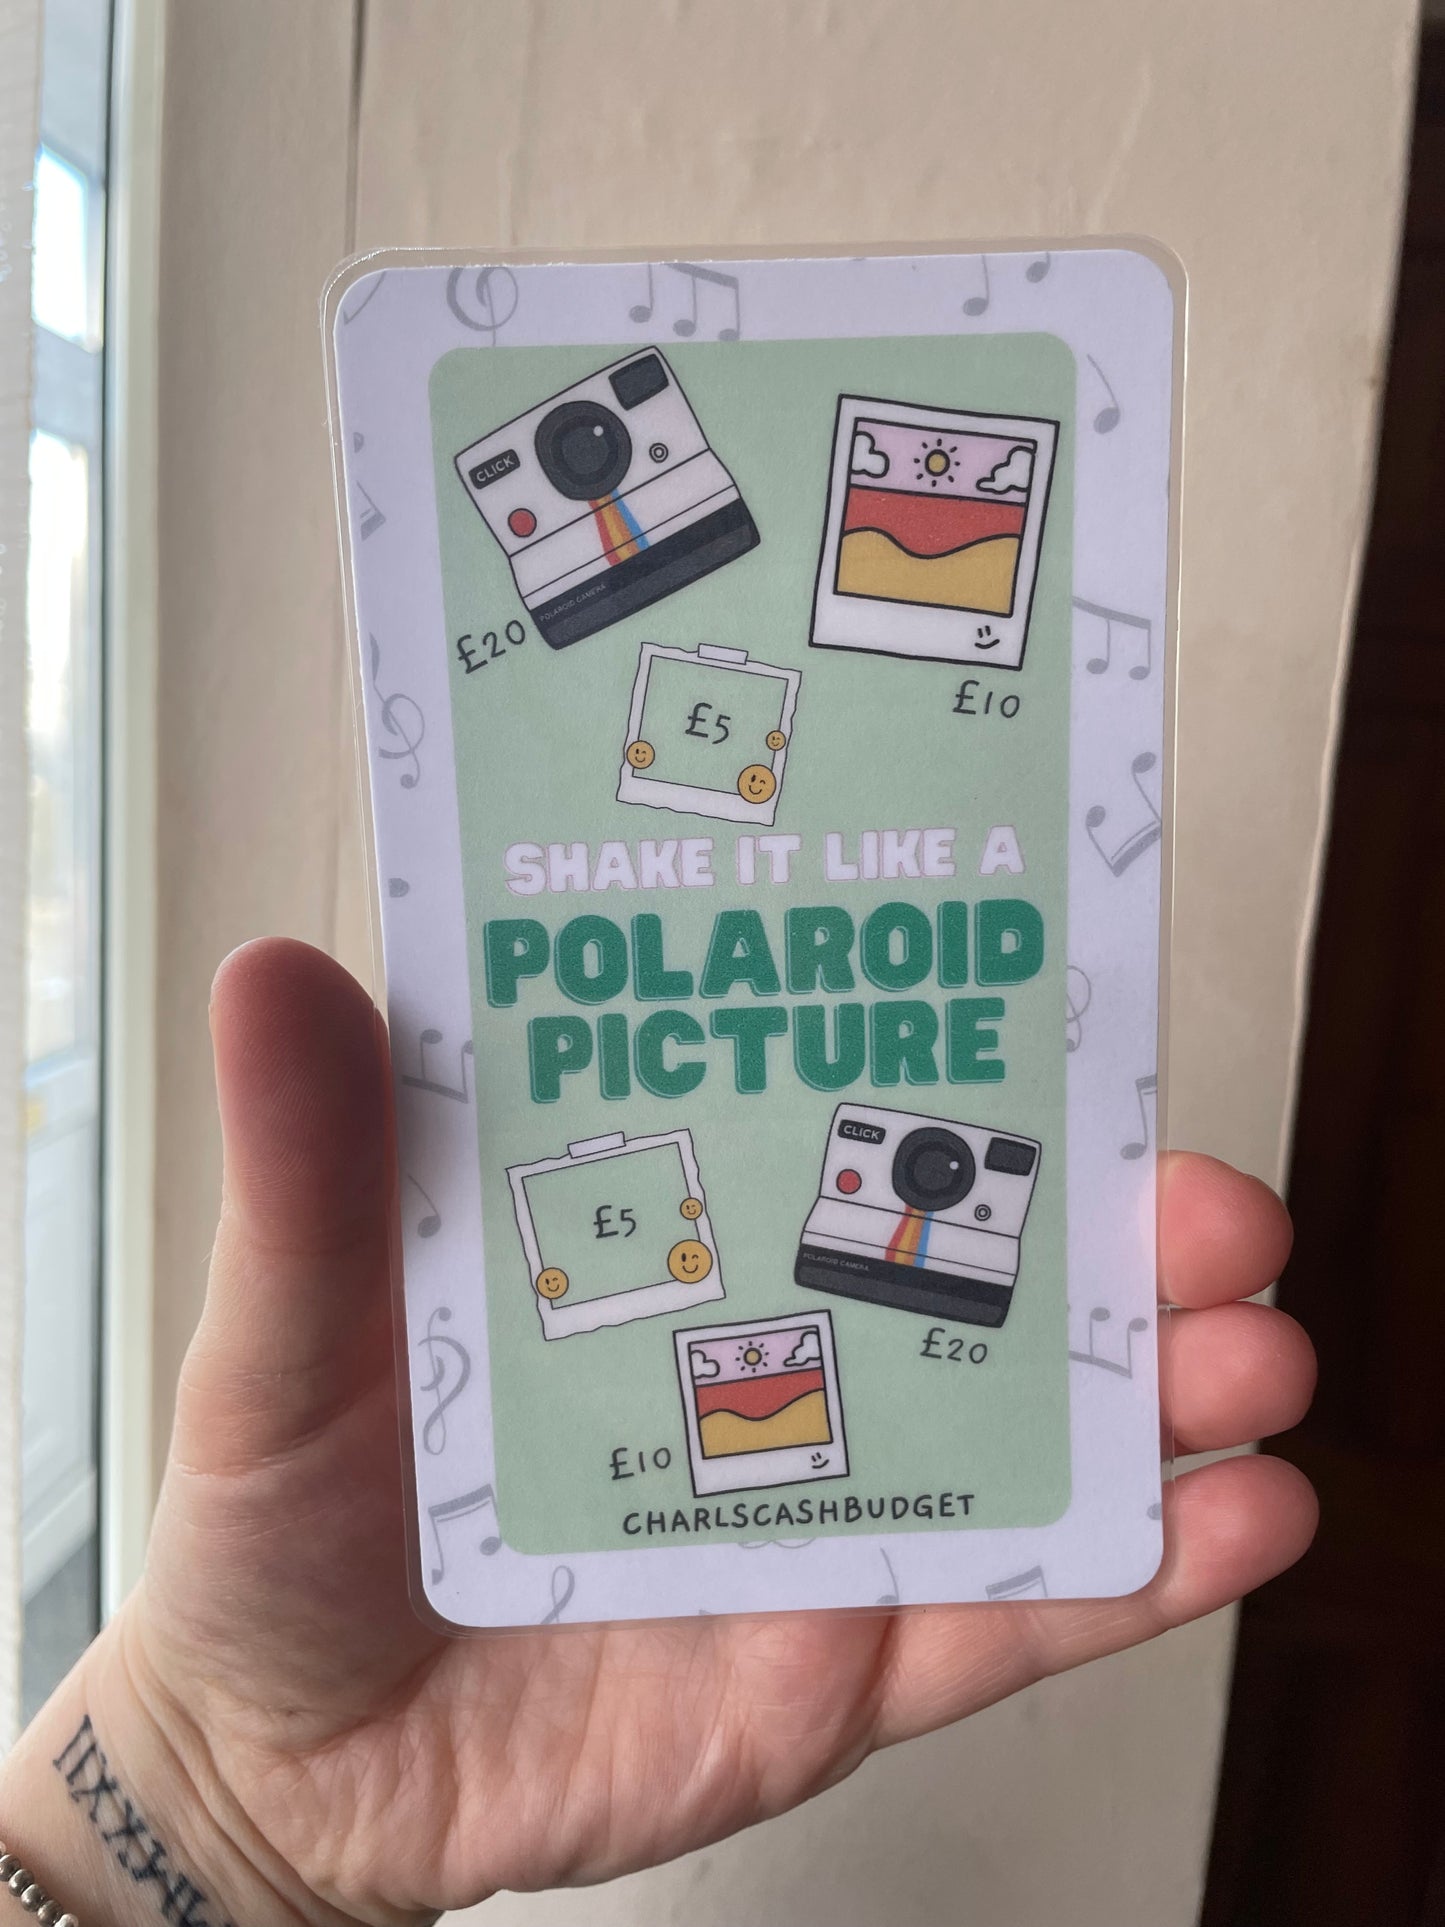 CLICK
POLAROID CAMERA
£20
£10
£5
SHAKE IT LIKE A
POLAROID
PICTURE
£5
CLICK
POLAROID CAMERA
£20
£10
CHARLSCASHBUDGET